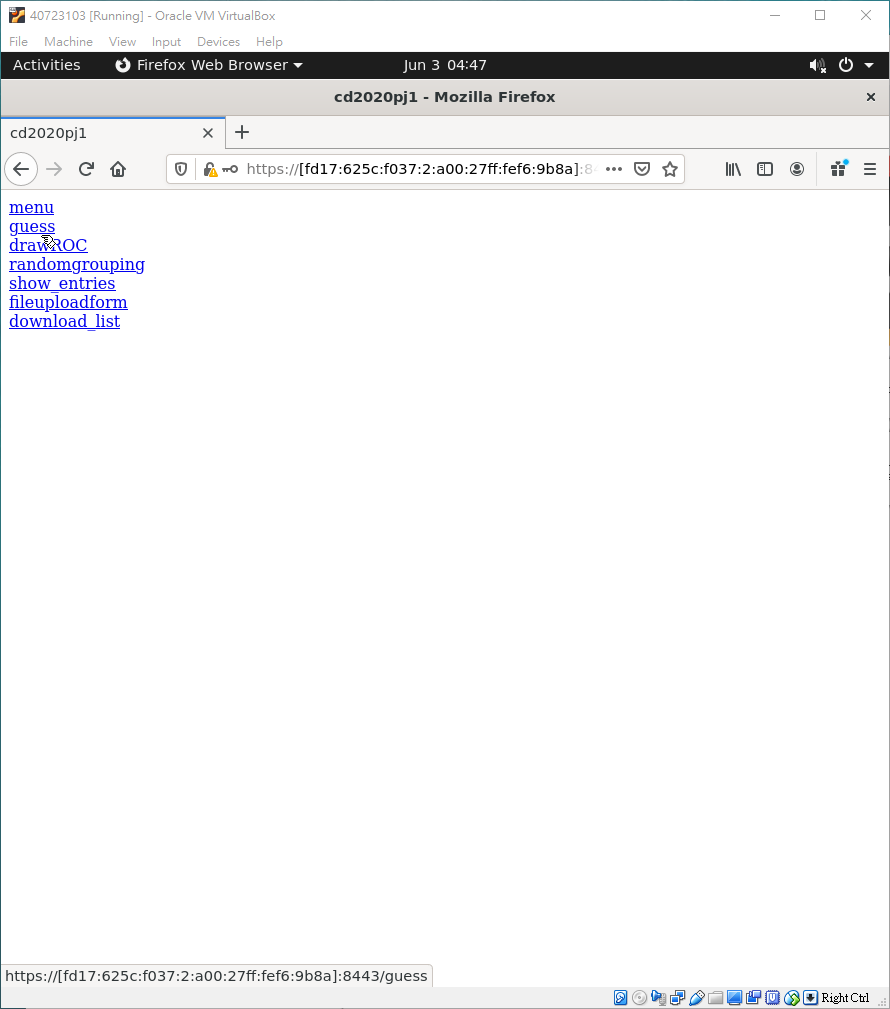 40723103 [Running] - Oracle VM VirtualBox
File Machine View Input Devices Help
Activities Firefox Web Browser Jun 3 04:47
cd2020pj1 - Mozilla Firefox
cd2020pj1
https://[fd17:625c:f037:2:a00:27ff:fef6:9b8a]:8
menu
guess
drawROC
randomgrouping
show_entries
fileuploadform
download_list
https://[fd17:625c:f037:2:a00:27ff:fef6:9b8a]:8443/guess
Right Ctrl